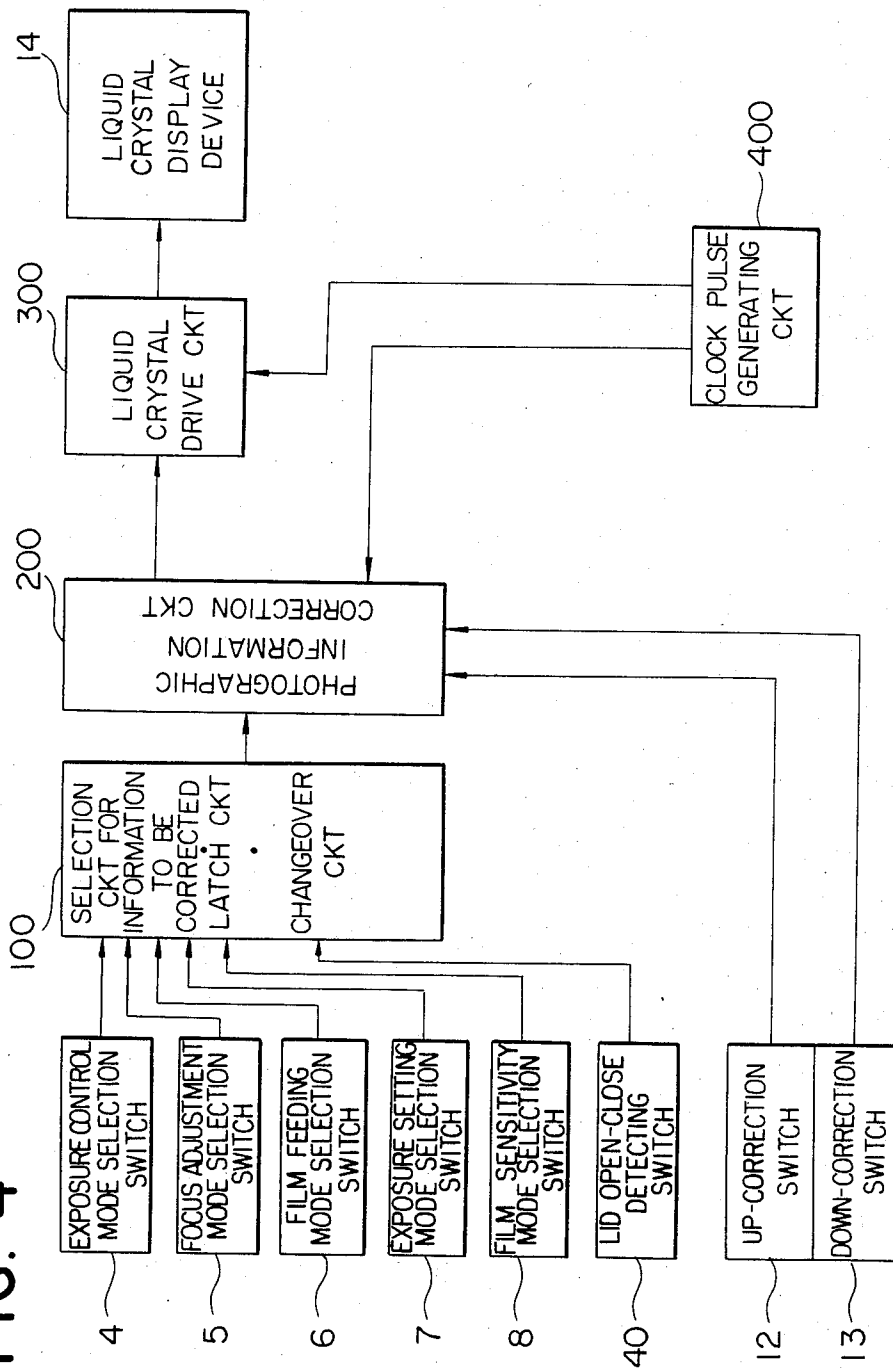 FIG. 4
4
EXPOSURE CONTROL
MODE SELECTION
SWITCH
5
FOCUS ADJUSTMENT
MODE SELECTION
SWITCH
6
FILM FEEDING
MODE SELECTION
SWITCH
7
EXPOSURE SETTING
MODE SELECTION
SWITCH
8
FILM SENSITIVITY
MODE SELECTION
SWITCH
40
LID OPEN-CLOSE
DETECTING
SWITCH
12
UP-CORRECTION
SWITCH
13
DOWN-CORRECTION
SWITCH
100
SELECTION
CKT FOR
INFORMATION
TO BE
CORRECTED
LATCH CKT
CHANGEOVER
CKT
200
PHOTOGRAPHIC
INFORMATION
CORRECTION CKT
300
LIQUID
CRYSTAL
DRIVE CKT
14
LIQUID
CRYSTAL
DISPLAY
DEVICE
400
CLOCK PULSE
GENERATING
CKT